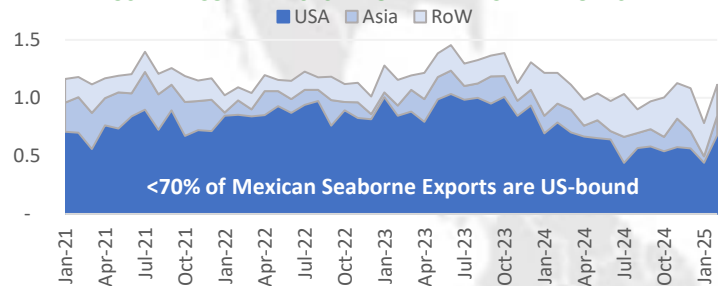 USA Asia RoW
1.5
1.0
0.5
-
<70% of Mexican Seaborne Exports are US-bound
Jan-21
Apr-21
Jul-21
Oct-21
Jan-22
Apr-22
Jul-22
Oct-22
Jan-23
Apr-23
Jul-23
Oct-23
Jan-24
Apr-24
Jul-24
Oct-24
Jan-25